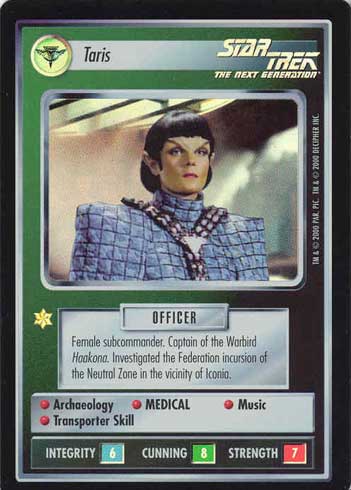 Taris
STAR TREK
THE NEXT GENERATION
TM & © 2000 PAR. PIC. TM & © 2000 DECIPHER INC.
OFFICER
Female subcommander. Captain of the Warbird
Haakona. Investigated the Federation incursion of
the Neutral Zone in the vicinity of Iconia.
Archaeology MEDICAL Music
Transporter Skill
INTEGRITY 6 CUNNING 8 STRENGTH 7